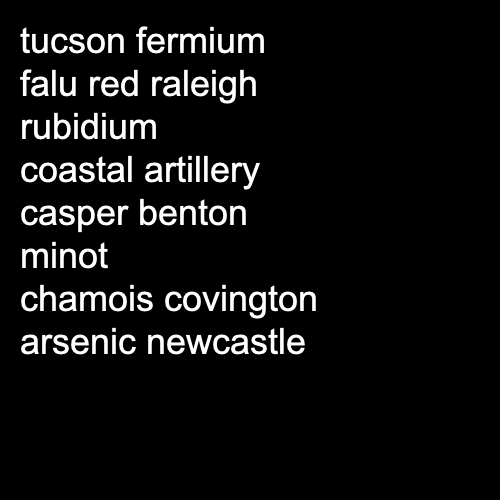 tucson fermium
falu red raleigh
rubidium
coastal artillery
casper benton
minot
chamois covington
arsenic newcastle